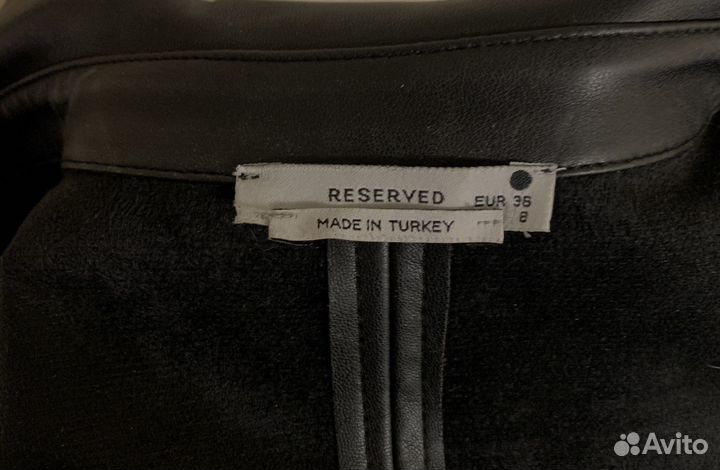 RESERVED EUR 36
8
MADE IN TURKEY
Avito